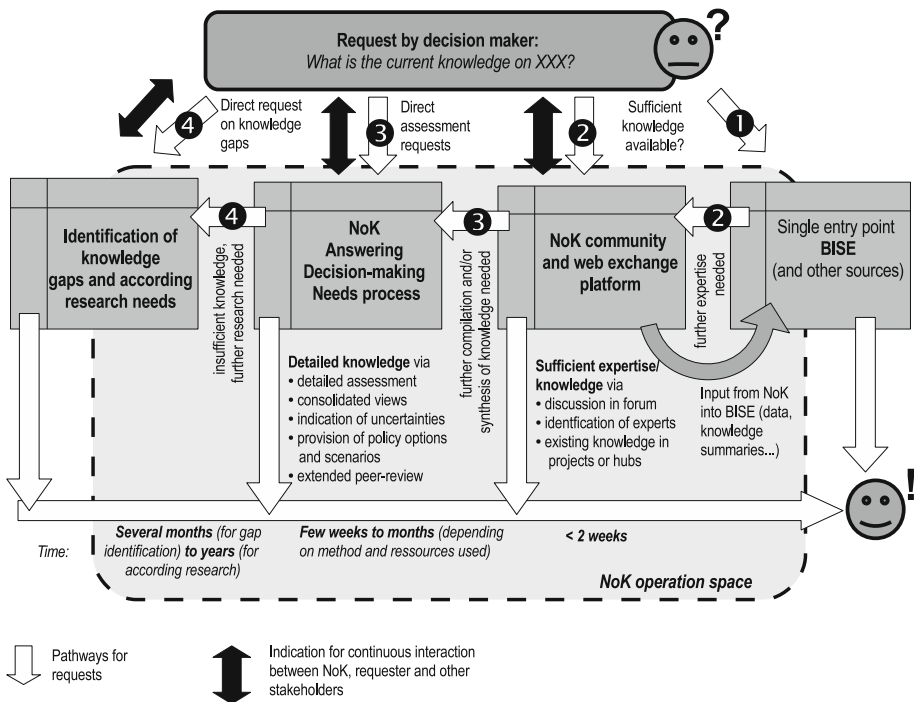 Request by decision maker:
What is the current knowledge on XXX?
?
4
Direct request
on knowledge
gaps
3
Direct
assessment
requests
Sufficient
knowledge
available?
2
1
Identification of
knowledge
gaps and according
research needs
4
insufficient knowledge,
further research needed
NoK
Answering
Decision-making
Needs process
3
further compilation and/or
synthesis of knowledge needed
NoK community
and web exchange
platform
2
further expertise
needed
Single entry point
BISE
(and other sources)
Detailed knowledge via
• detailed assessment
• consolidated views
• indication of uncertainties
• provision of policy options
and scenarios
• extended peer-review
Sufficient expertise/
knowledge via
• discussion in forum
• identfication of experts
• existing knowledge in
projects or hubs
Input from NoK
into BISE (data,
knowledge
summaries...)
!
Time:
Several months (for gap
identification) to years (for
according research)
Few weeks to months (depending
on method and ressources used)
< 2 weeks
NoK operation space
Pathways for
requests
Indication for continuous interaction
between NoK, requester and other
stakeholders